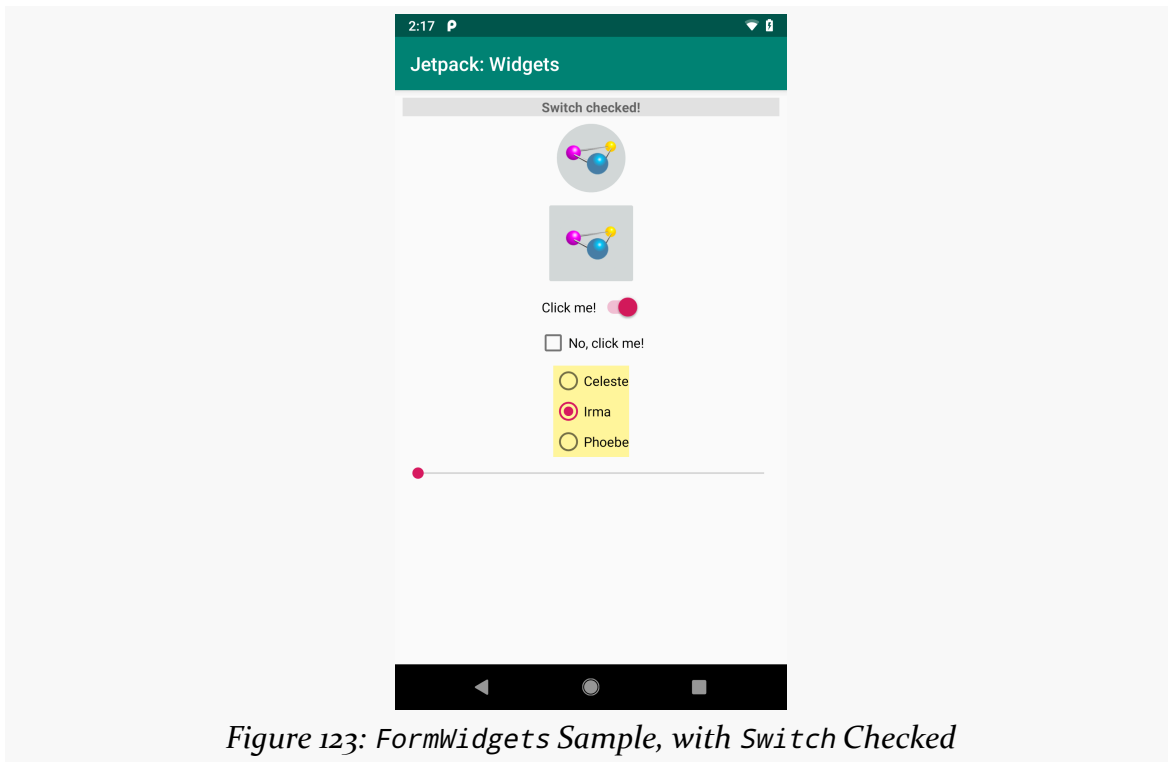 2:17
Jetpack: Widgets
Switch checked!
Click me!
No, click me!
Celeste
Irma
Phoebe
Figure 123: FormWidgets Sample, with Switch Checked